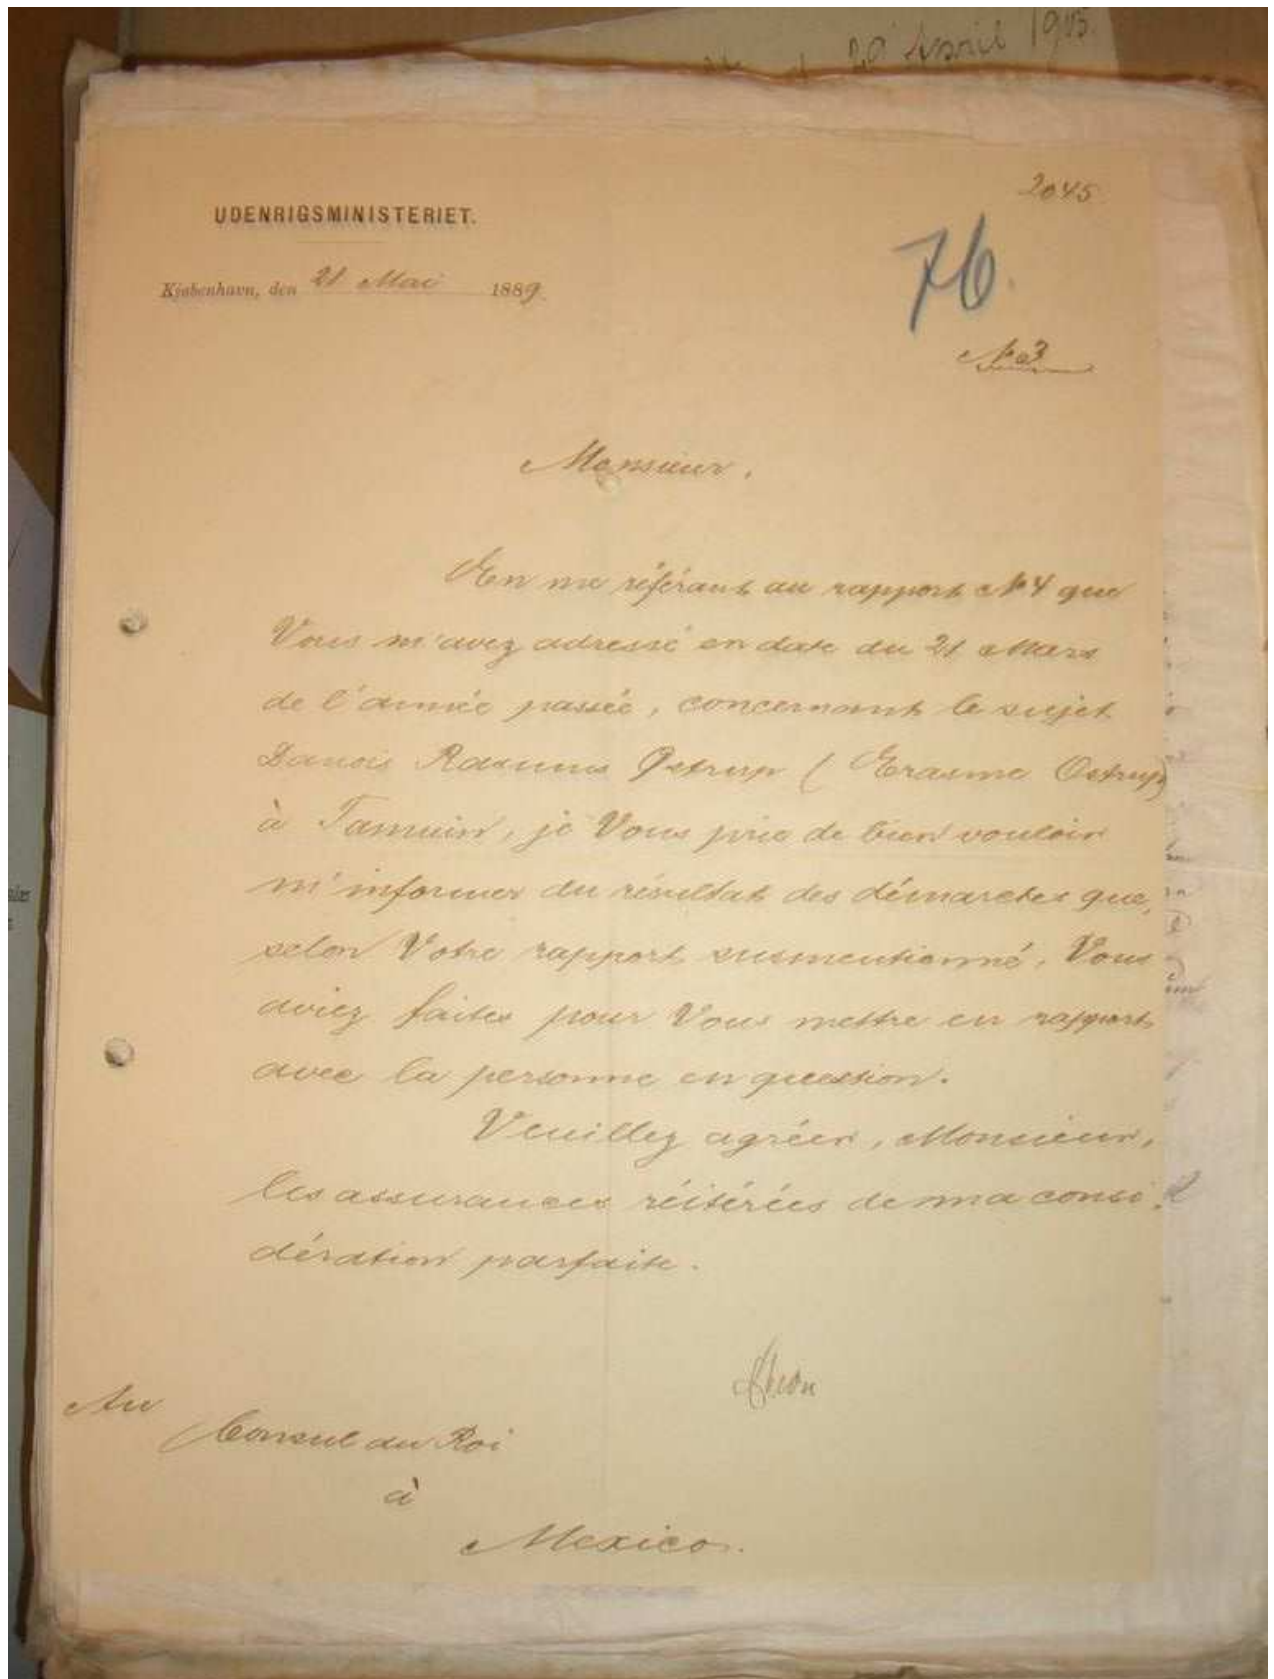 20 Avril 1903.
2045
UDENRIGSMINISTERIET.
76.
Kjøbenhavn, den 21 Mai 1889.
No 3
Monsieur.
En me référant au rapport No 4 que
Vous m'avez adressé en date du 21 Mars
de l'année passée, concernant le sujet
Danois Rasmus Ostrup (Erasme Ostrup)
à Tamuin, je Vous prie de bien vouloir
m'informer du résultat des démarches que,
selon Votre rapport susmentionné, Vous
aviez faites pour Vous mettre en rapport
avec la personne en question.
Veuillez agréer, Monsieur,
les assurances réitérées de ma consi
dération parfaite.
Au
Consul du Roi
à
Mexico.